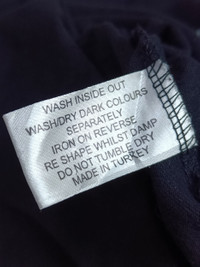 WASH INSIDE OUT
WASH/DRY DARK COLOURS
SEPARATELY
IRON ON REVERSE
RE SHAPE WHILST DAMP
DO NOT TUMBLE DRY
MADE IN TURKEY